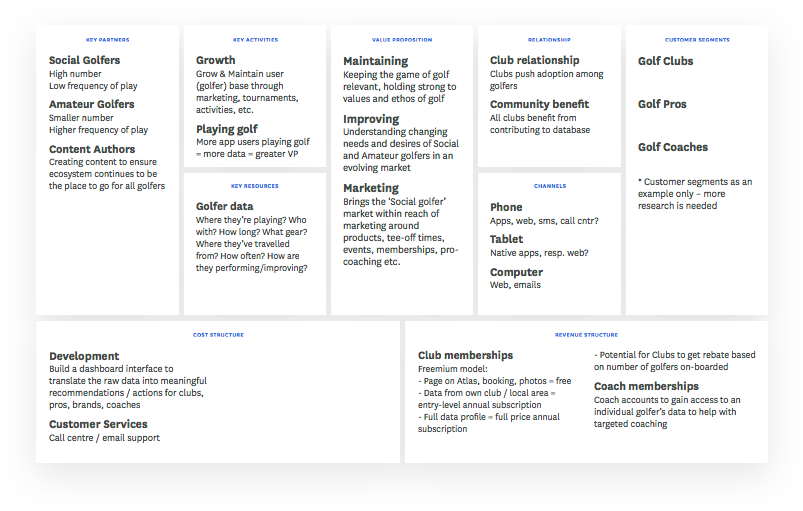 KEY PARTNERS
Social Golfers
High number
Low frequency of play
Amateur Golfers
Smaller number
Higher frequency of play
Content Authors
Creating content to ensure
ecosystem continues to be
the place to go for all golfers
KEY ACTIVITIES
Growth
Grow & Maintain user
(golfer) base through
marketing, tournaments,
activities, etc.
Playing golf
More app users playing golf
= more data = greater VP
KEY RESOURCES
Golfer data
Where they're playing? Who
with? How long? What gear?
Where they've travelled
from? How often? How are
they performing/improving?
VALUE PROPOSITION
Maintaining
Keeping the game of golf
relevant, holding strong to
values and ethos of golf
Improving
Understanding changing
needs and desires of Social
and Amateur golfers in an
evolving market
Marketing
Brings the 'Social golfer'
market within reach of
marketing around
products, tee-off times,
events, memberships, pro-
coaching etc.
RELATIONSHIP
Club relationship
Clubs push adoption among
golfers
Community benefit
All clubs benefit from
contributing to database
CHANNELS
Phone
Apps, web, sms, call cntr?
Tablet
Native apps, resp. web?
Computer
Web, emails
CUSTOMER SEGMENTS
Golf Clubs
Golf Pros
Golf Coaches
* Customer segments as an
example only – more
research is needed
COST STRUCTURE
Development
Build a dashboard interface to
translate the raw data into meaningful
recommendations / actions for clubs,
pros, brands, coaches
Customer Services
Call centre / email support
REVENUE STRUCTURE
Club memberships
Freemium model:
- Page on Atlas, booking, photos = free
- Data from own club / local area =
entry-level annual subscription
- Full data profile = full price annual
subscription
- Potential for Clubs to get rebate based
on number of golfers on-boarded
Coach memberships
Coach accounts to gain access to an
individual golfer's data to help with
targeted coaching